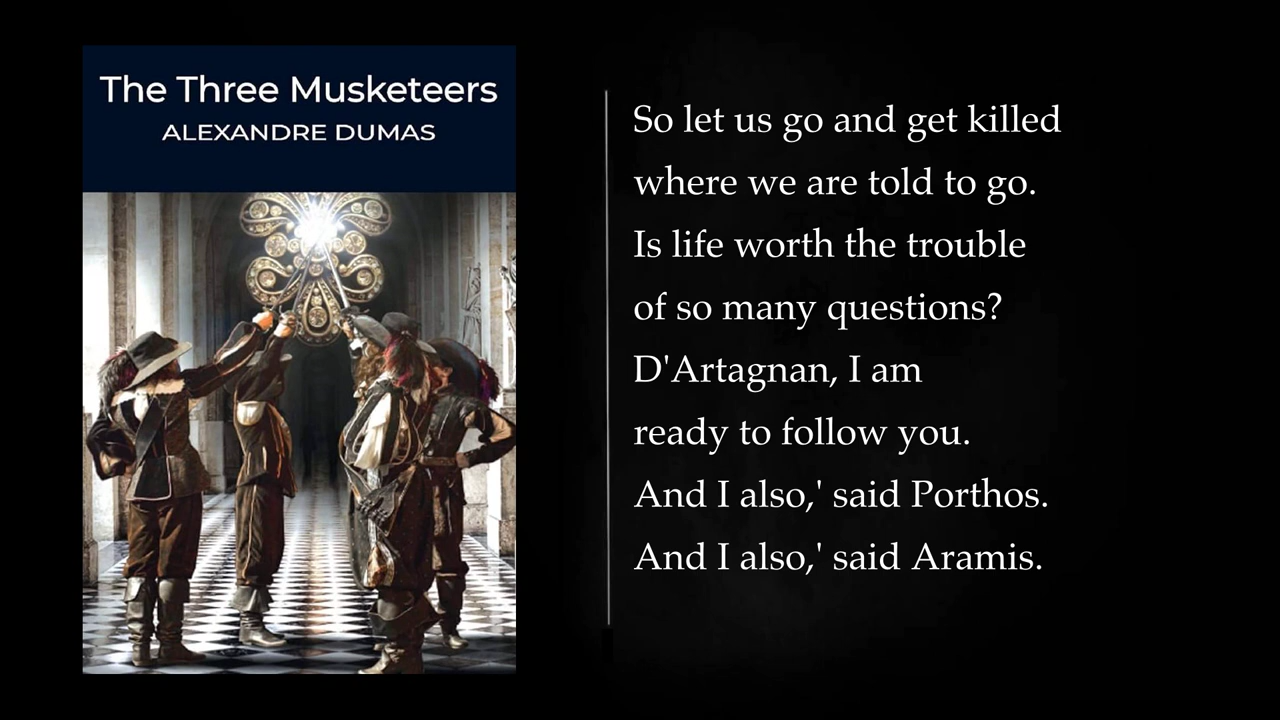 The Three Musketeers
ALEXANDRE DUMAS
So let us go and get killed
where we are told to go.
Is life worth the trouble
of so many questions?
D'Artagnan, I am
ready to follow you.
And I also,' said Porthos.
And I also,' said Aramis.